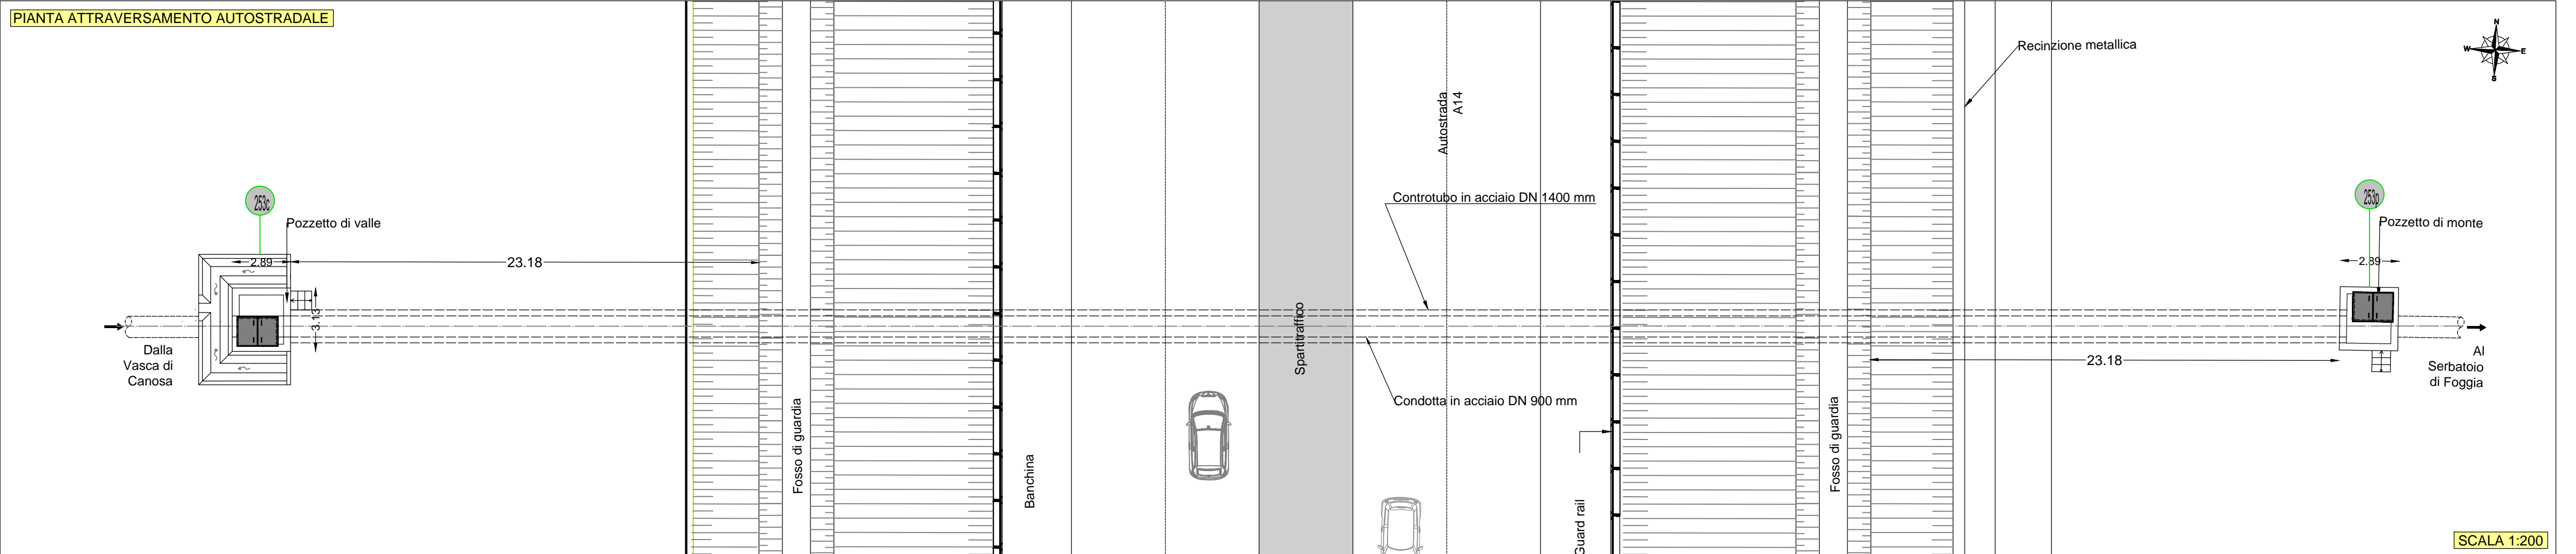 PIANTA ATTRAVERSAMENTO AUTOSTRADALE
N
W
E
S
Recinzione metallica
Autostrada
A14
253c
Pozzetto di valle
2.89
23.18
3.13
Dalla
Vasca di
Canosa
Fosso di guardia
Banchina
Spartitraffico
Controtubo in acciaio DN 1400 mm
Condotta in acciaio DN 900 mm
Guard rail
Fosso di guardia
253p
Pozzetto di monte
2.89
23.18
Al
Serbatoio
di Foggia
SCALA 1:200